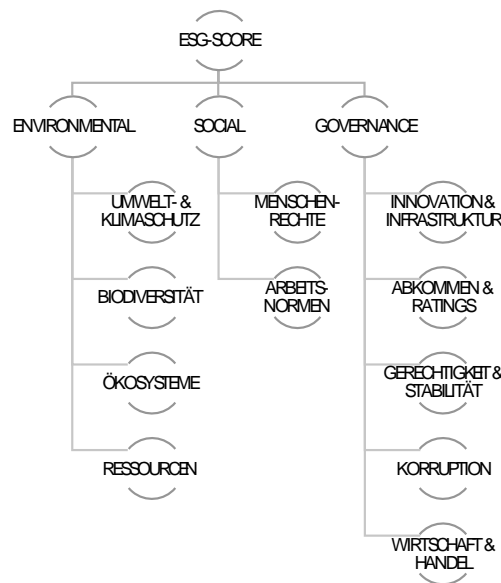 ESG-SCORE
ENVIRONMENTAL
SOCIAL
GOVERNANCE
UMWELT- &
KLIMASCHUTZ
BIODIVERSITÄT
ÖKOSYSTEME
RESSOURCEN
MENSCHEN-
RECHTE
ARBEITS-
NORMEN
INNOVATION &
INFRASTRUKTUR
ABKOMMEN &
RATINGS
GERECHTIGKEIT &
STABILITÄT
KORRUPTION
WIRTSCHAFT &
HANDEL